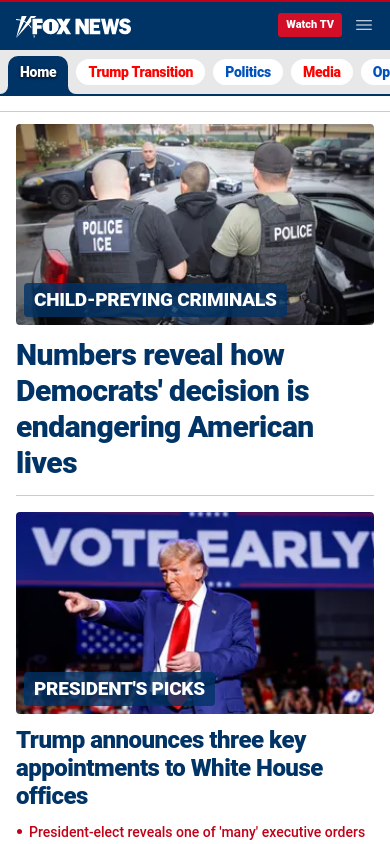 FOX NEWS
Watch TV
Home
Trump Transition
Politics
Media
Op
POLICE
ICE
POLICE
CHILD-PREYING CRIMINALS
Numbers reveal how
Democrats' decision is
endangering American
lives
VOTE EARLY
PRESIDENT'S PICKS
Trump announces three key
appointments to White House
offices
President-elect reveals one of 'many' executive orders